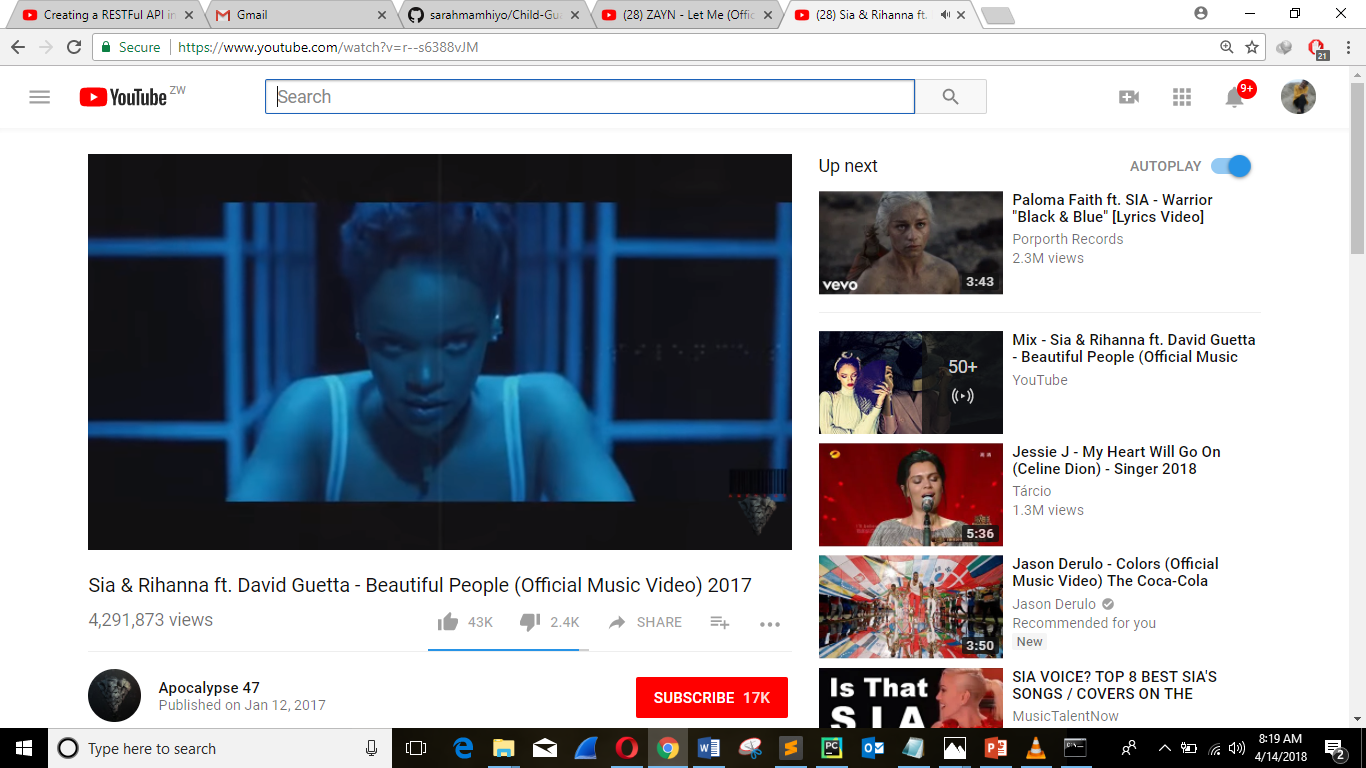 Creating a RESTFul API in
Gmail
sarahmamhiyo/Child-Gua
(28) ZAYN - Let Me (Offic
(28) Sia & Rihanna ft.
Secure
https://www.youtube.com/watch?v=r--s6388vJM
21
YouTube ZW
Search
9+
Up next
AUTOPLAY
Paloma Faith ft. SIA - Warrior
"Black & Blue" [Lyrics Video]
Porporth Records
2.3M views
vevo
3:43
Mix - Sia & Rihanna ft. David Guetta
- Beautiful People (Official Music
YouTube
50+
Jessie J - My Heart Will Go On
(Celine Dion) - Singer 2018
Tárcio
1.3M views
5:36
Jason Derulo - Colors (Official
Music Video) The Coca-Cola
Jason Derulo
Recommended for you
New
3:50
SIA VOICE? TOP 8 BEST SIA'S
SONGS / COVERS ON THE
MusicTalentNow
Is That
SIA
Sia & Rihanna ft. David Guetta - Beautiful People (Official Music Video) 2017
4,291,873 views
43K
2.4K
SHARE
Apocalypse 47
Published on Jan 12, 2017
SUBSCRIBE 17K
Type here to search
8:19 AM
4/14/2018
2